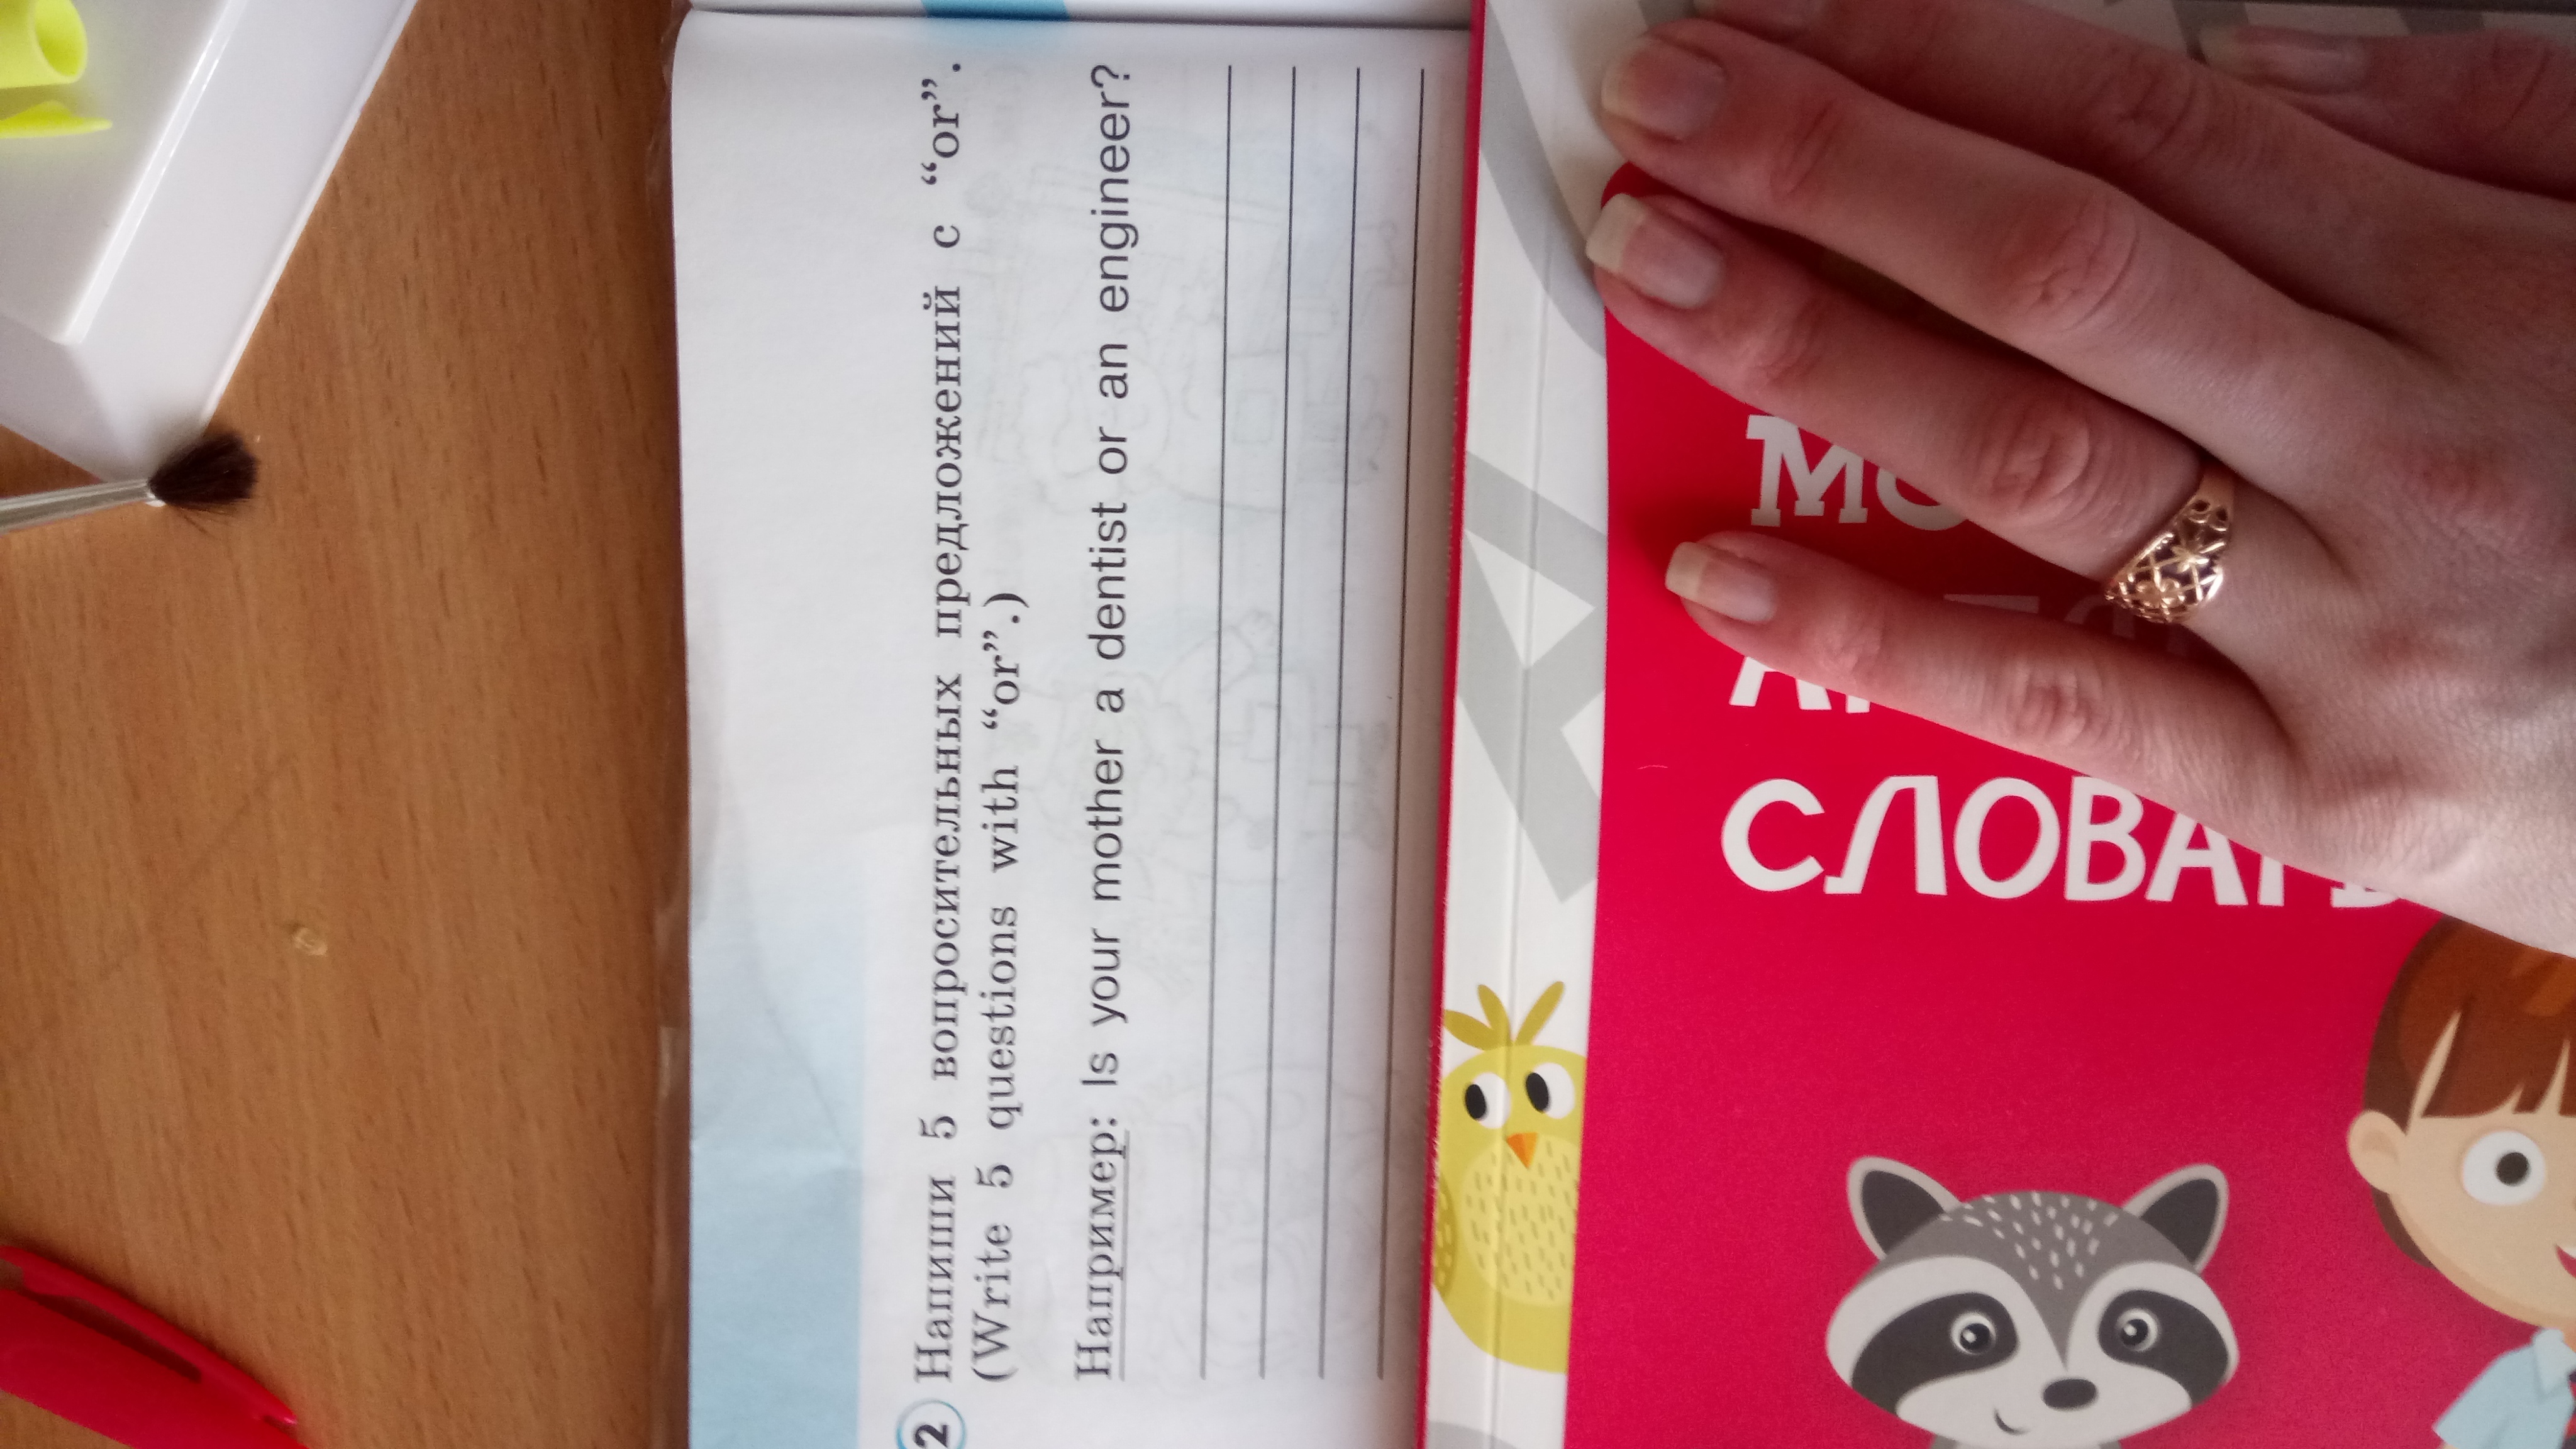 2 Напиши 5 вопросительных предложений с “or”.
(Write 5 questions with “or”.)
Например: Is your mother a dentist or an engineer?
СЛОВАРЬ